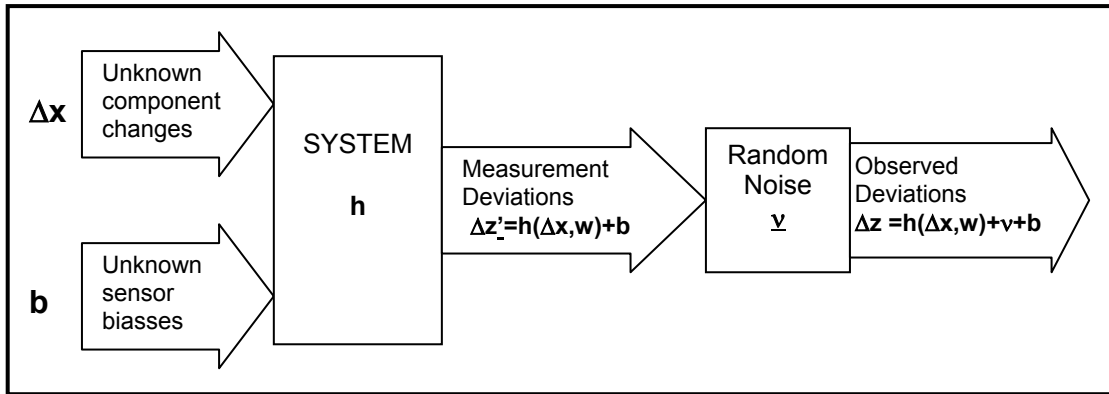 Δx
Unknown
component
changes
b
Unknown
sensor
biasses
SYSTEM
h
Measurement
Deviations
Δz'=h(Δx,w)+b
Random
Noise
ν
Observed
Deviations
Δz =h(Δx,w)+ν+b